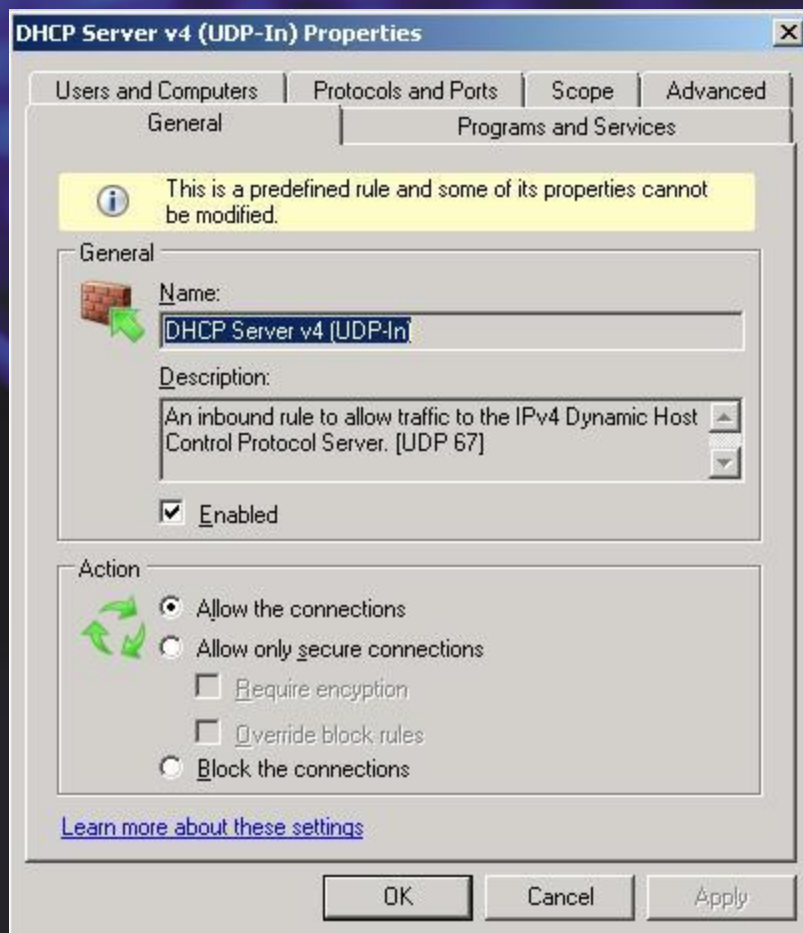 DHCP Server v4 (UDP-In) Properties
Users and Computers
Protocols and Ports
Scope
Advanced
General
Programs and Services
This is a predefined rule and some of its properties cannot
be modified.
General
Name:
DHCP Server v4 (UDP-In)
Description:
An inbound rule to allow traffic to the IPv4 Dynamic Host
Control Protocol Server. [UDP 67]
Enabled
Action
Allow the connections
Allow only secure connections
Require encyption
Override block rules
Block the connections
Learn more about these settings
OK
Cancel
Apply